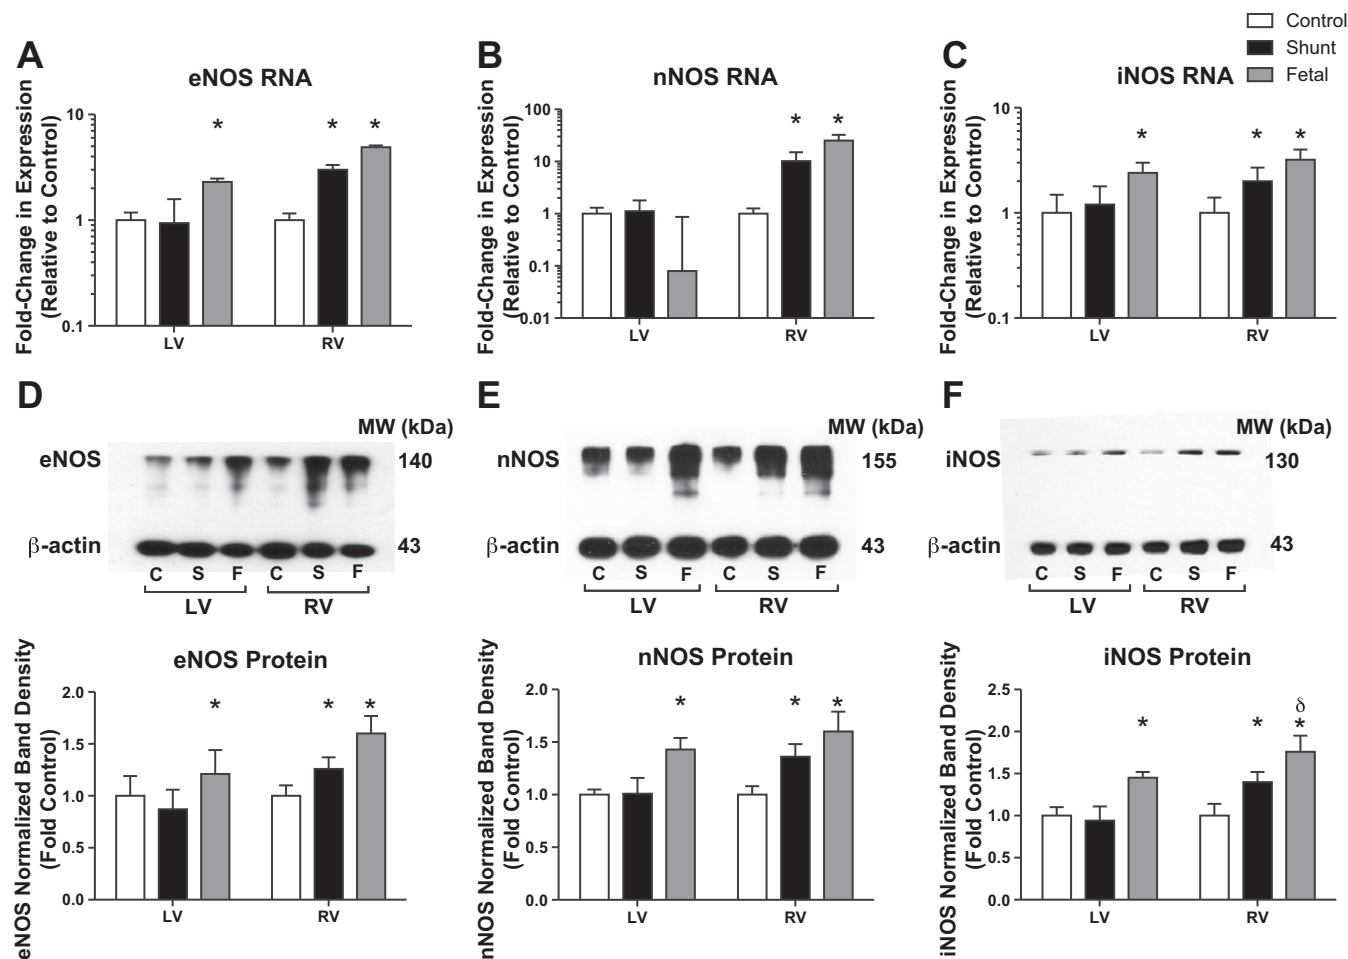 Control
Shunt
Fetal
A
eNOS RNA
Fold-Change in Expression
(Relative to Control)
10
1
0.1
*
* *
LV
RV
B
nNOS RNA
Fold-Change in Expression
(Relative to Control)
100
10
1
0.1
0.01
* *
LV
RV
C
iNOS RNA
Fold-Change in Expression
(Relative to Control)
10
1
0.1
*
* *
LV
RV
D
MW (kDa)
eNOS
140
β-actin
43
C S F C S F
LV
RV
eNOS Protein
eNOS Normalized Band Density
(Fold Control)
2.0
1.5
1.0
0.5
0.0
*
* *
LV
RV
E
MW (kDa)
nNOS
155
β-actin
43
C S F C S F
LV
RV
nNOS Protein
nNOS Normalized Band Density
(Fold Control)
2.0
1.5
1.0
0.5
0.0
*
* *
LV
RV
F
MW (kDa)
iNOS
130
β-actin
43
C S F C S F
LV
RV
iNOS Protein
iNOS Normalized Band Density
(Fold Control)
2.5
2.0
1.5
1.0
0.5
0.0
δ
*
* *
LV
RV